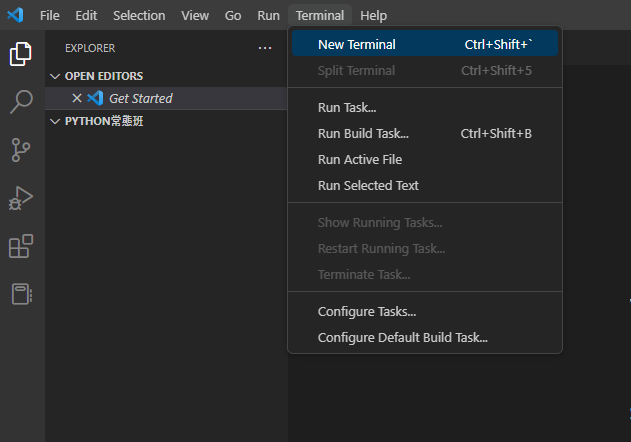 File Edit Selection View Go Run Terminal Help
EXPLORER ...
OPEN EDITORS
Get Started
PYTHON常態班
New Terminal Ctrl+Shift+`
Split Terminal Ctrl+Shift+5
Run Task...
Run Build Task... Ctrl+Shift+B
Run Active File
Run Selected Text
Show Running Tasks...
Restart Running Task...
Terminate Task...
Configure Tasks...
Configure Default Build Task...